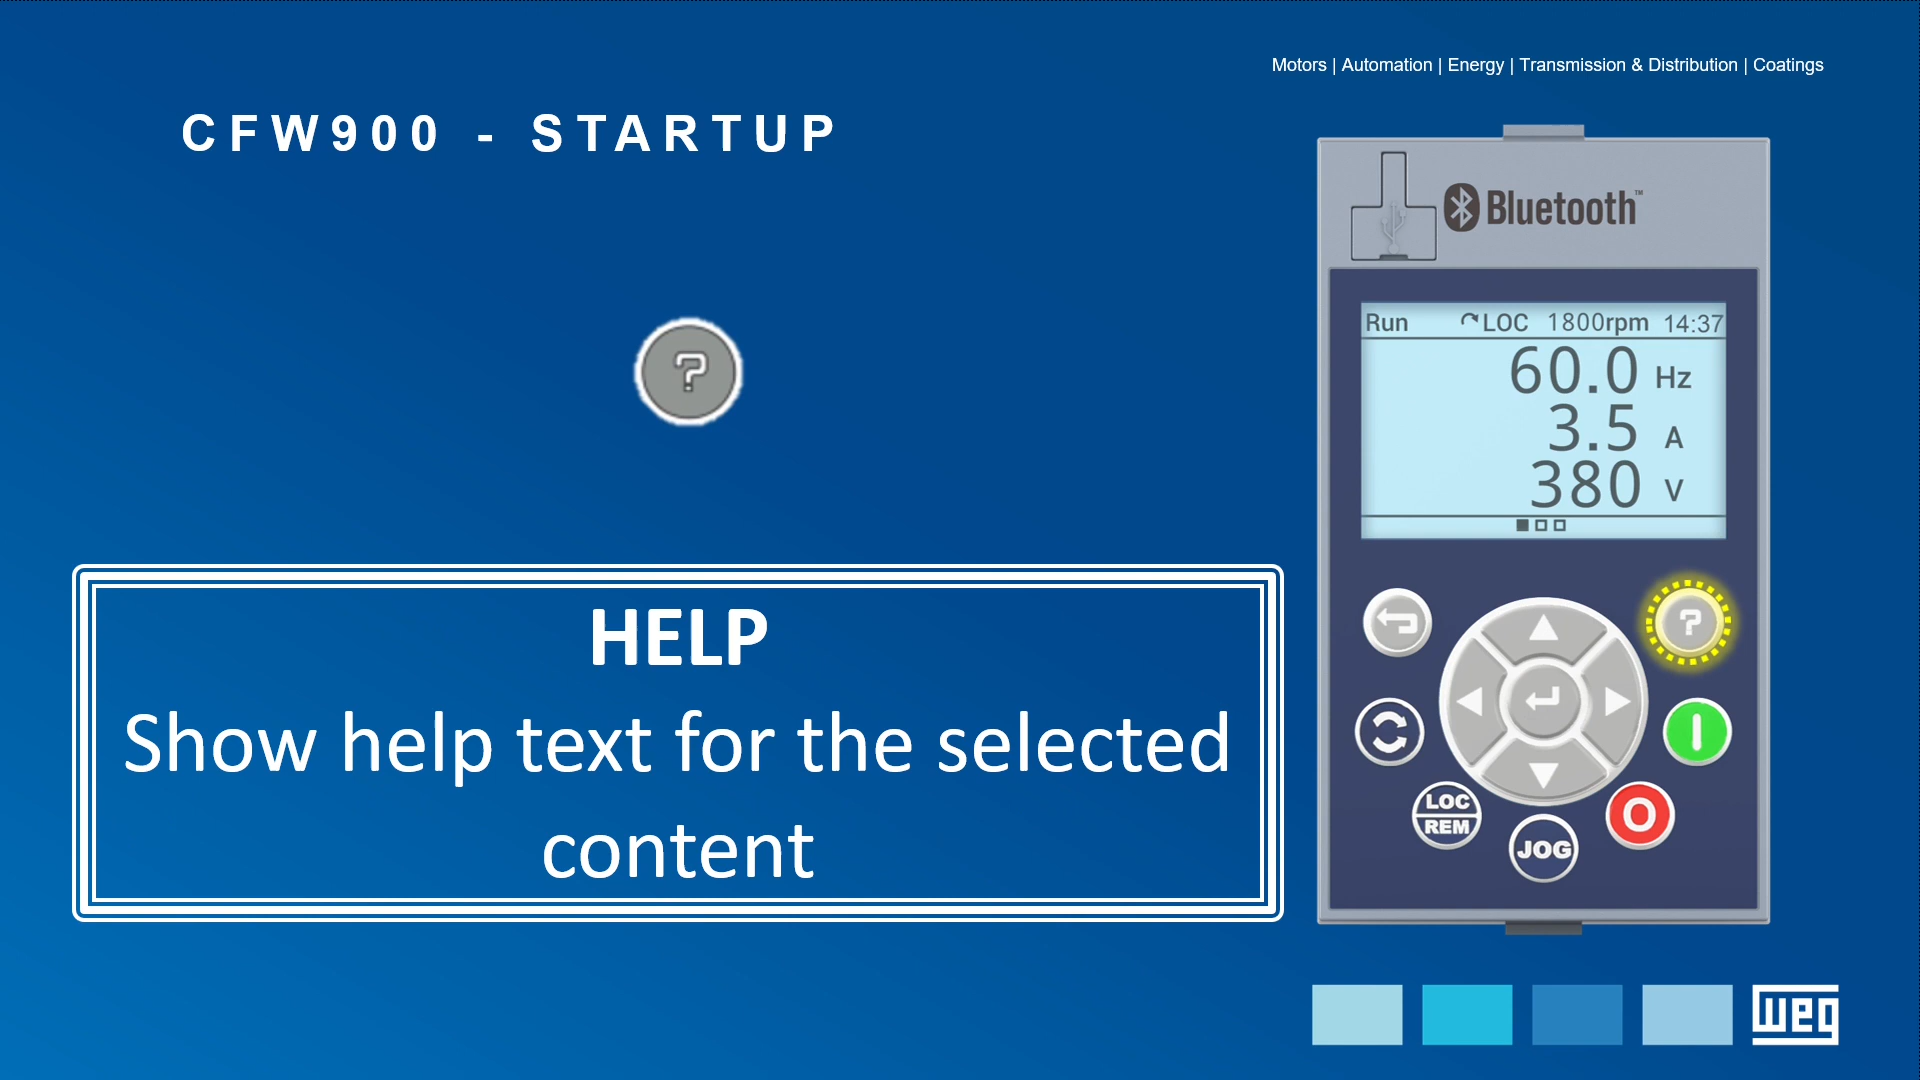 Motors | Automation | Energy | Transmission & Distribution | Coatings
CFW900 - STARTUP
Bluetooth™
Run LOC 1800rpm 14:37
60.0 Hz
3.5 A
380 V
?
?
HELP
Show help text for the selected
content
LOC
REM
JOG
I
O
weg